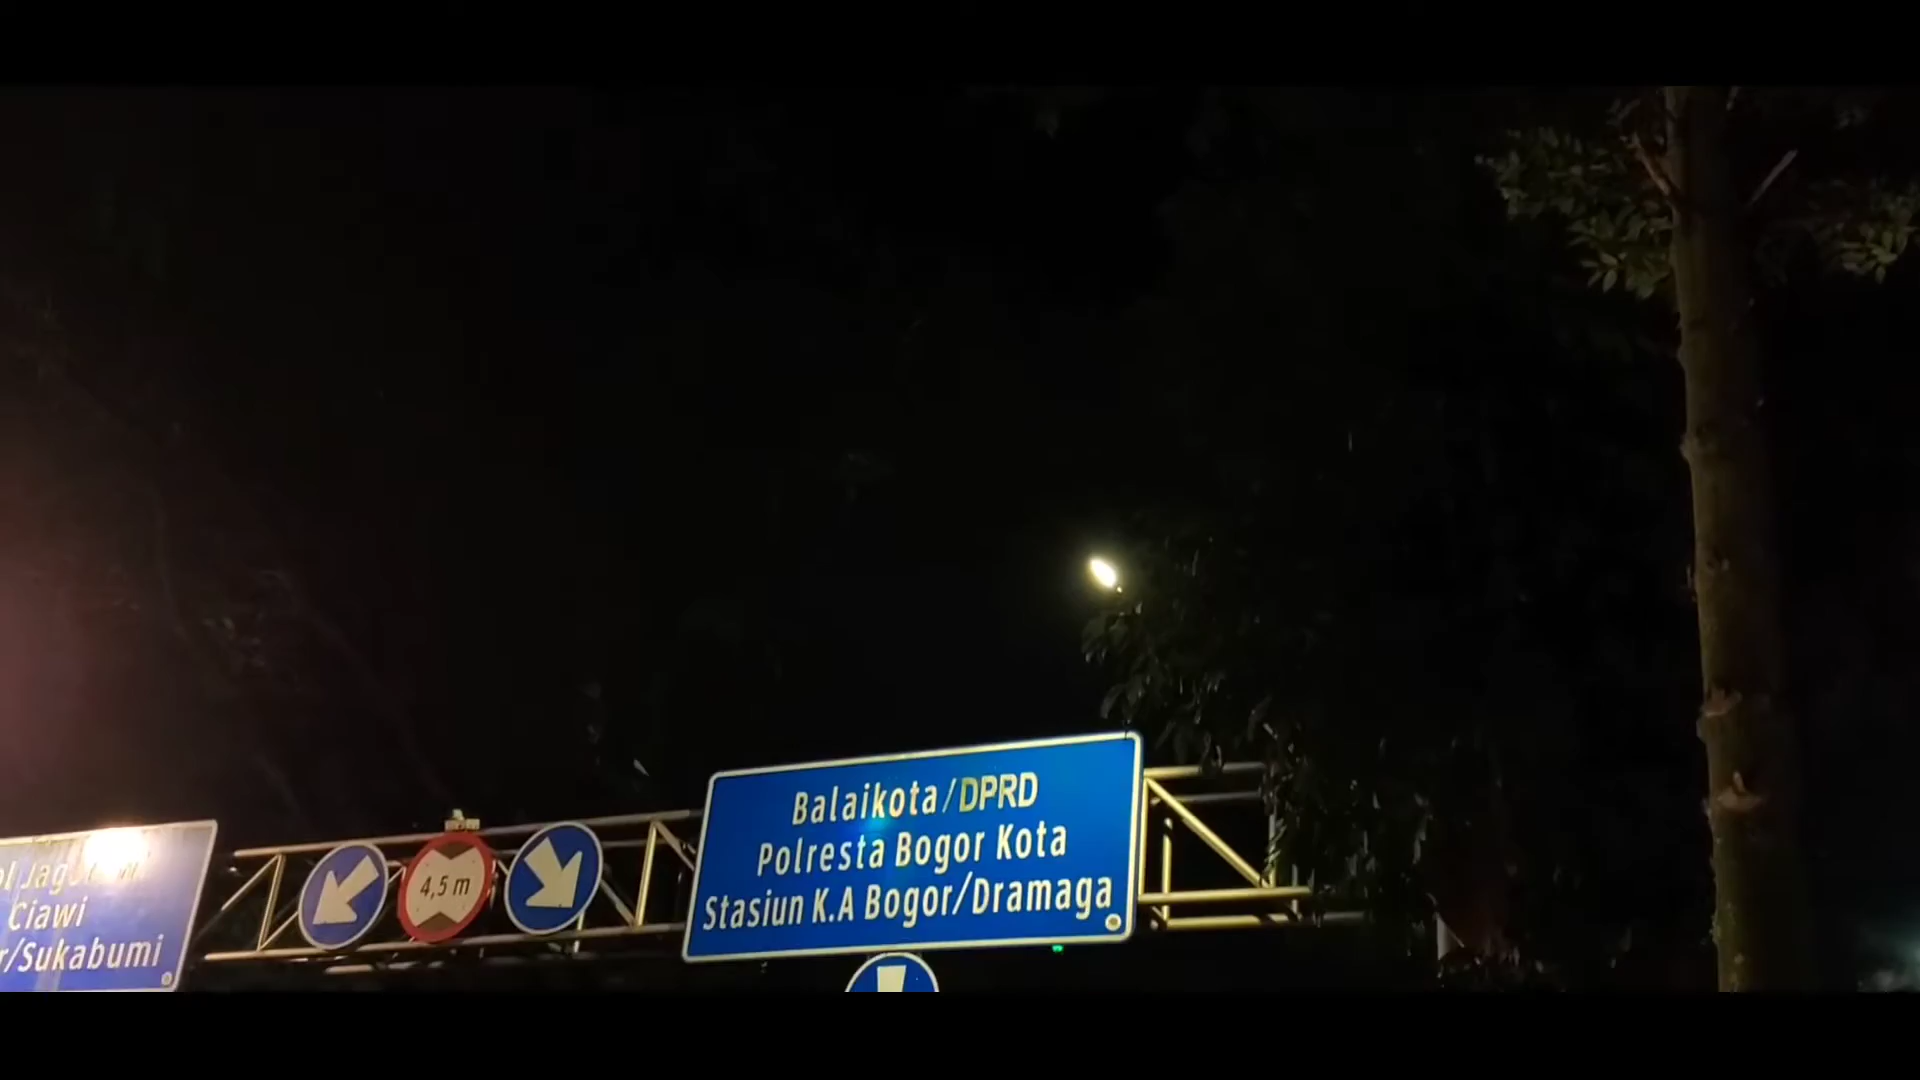 Ciawi
/Sukabumi
4,5 m
Balaikota/DPRD
Polresta Bogor Kota
Stasiun K.A Bogor/Dramaga